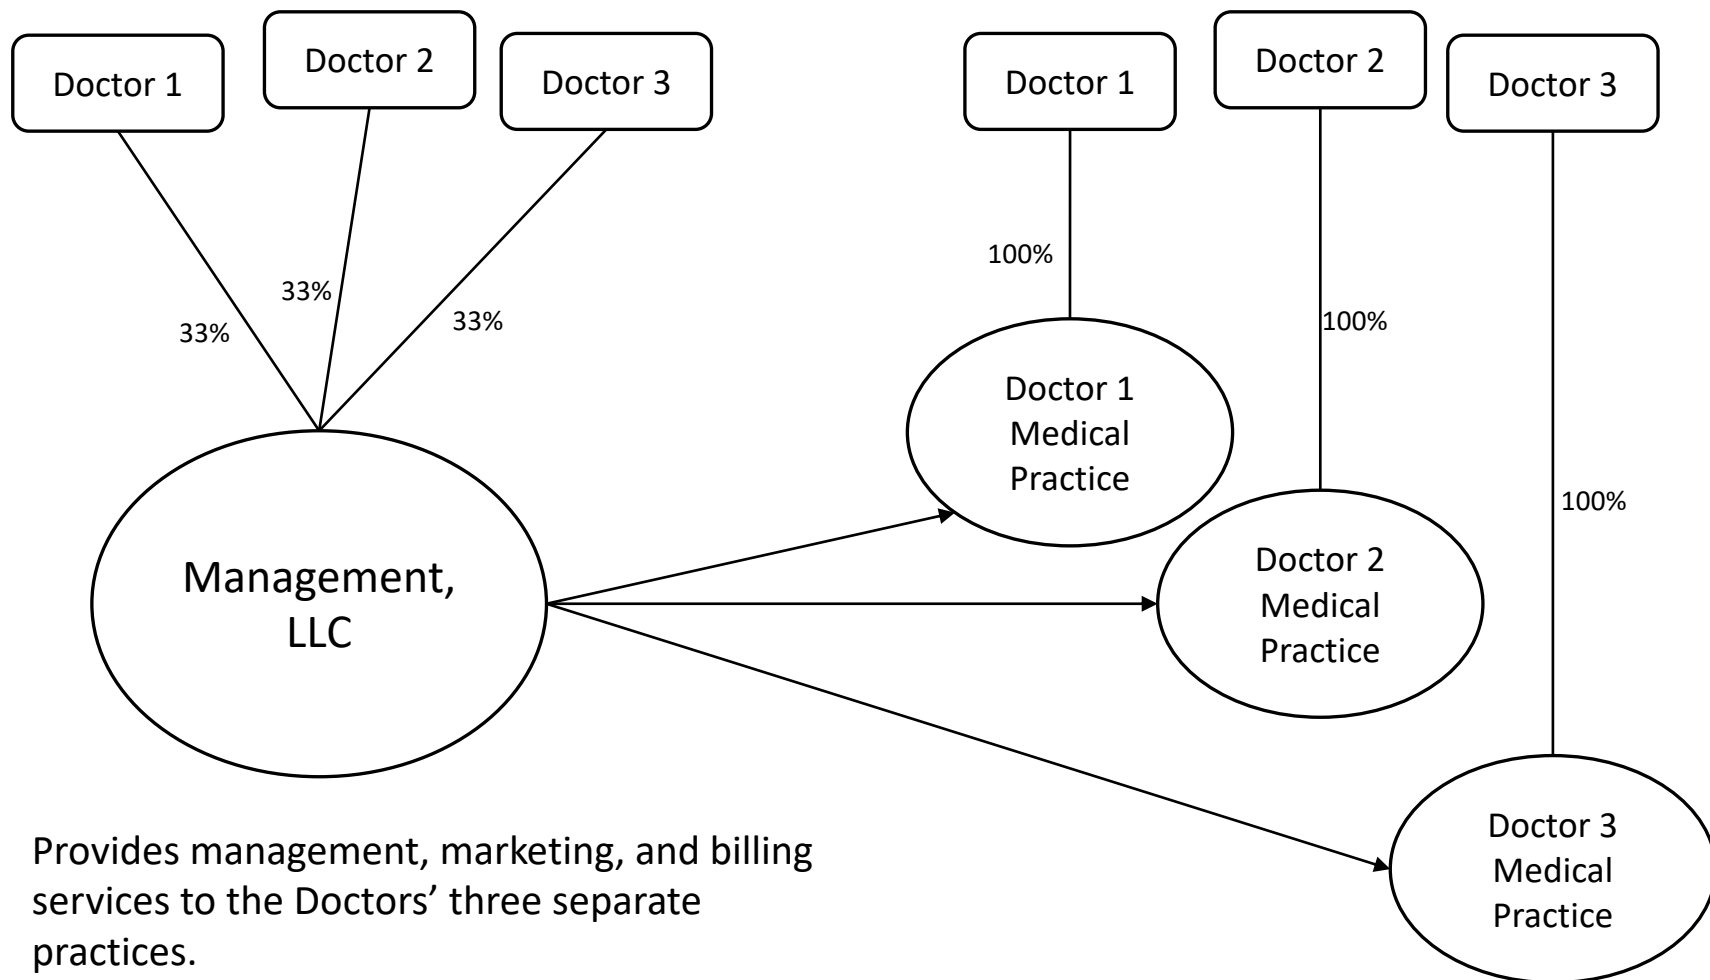 Doctor 1
Doctor 2
Doctor 3
Doctor 1
Doctor 2
Doctor 3
33%
33%
33%
100%
100%
100%
Management,
LLC
Doctor 1
Medical
Practice
Doctor 2
Medical
Practice
Doctor 3
Medical
Practice
Provides management, marketing, and billing
services to the Doctors’ three separate
practices.